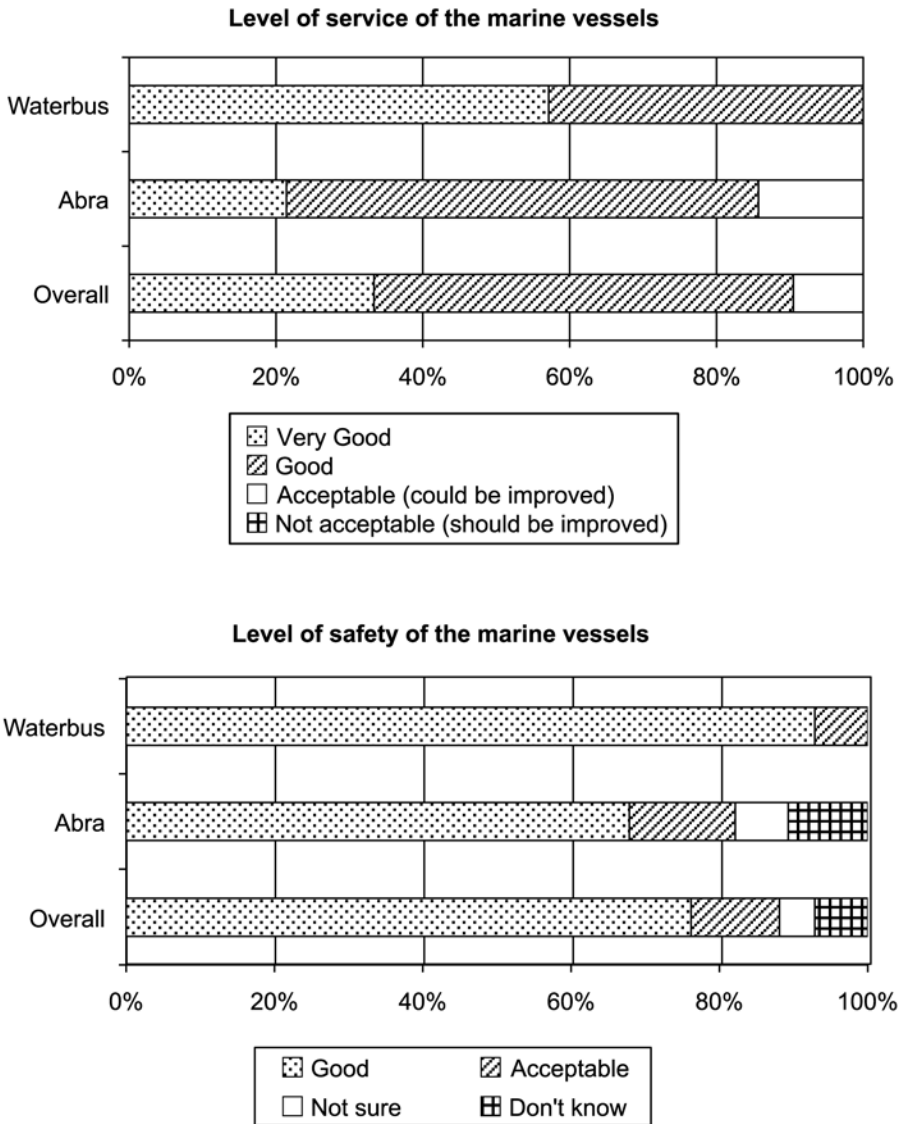 Level of service of the marine vessels
Waterbus
Abra
Overall
0% 20% 40% 60% 80% 100%
Very Good
Good
Acceptable (could be improved)
Not acceptable (should be improved)
Level of safety of the marine vessels
Waterbus
Abra
Overall
0% 20% 40% 60% 80% 100%
Good Acceptable
Not sure Don't know